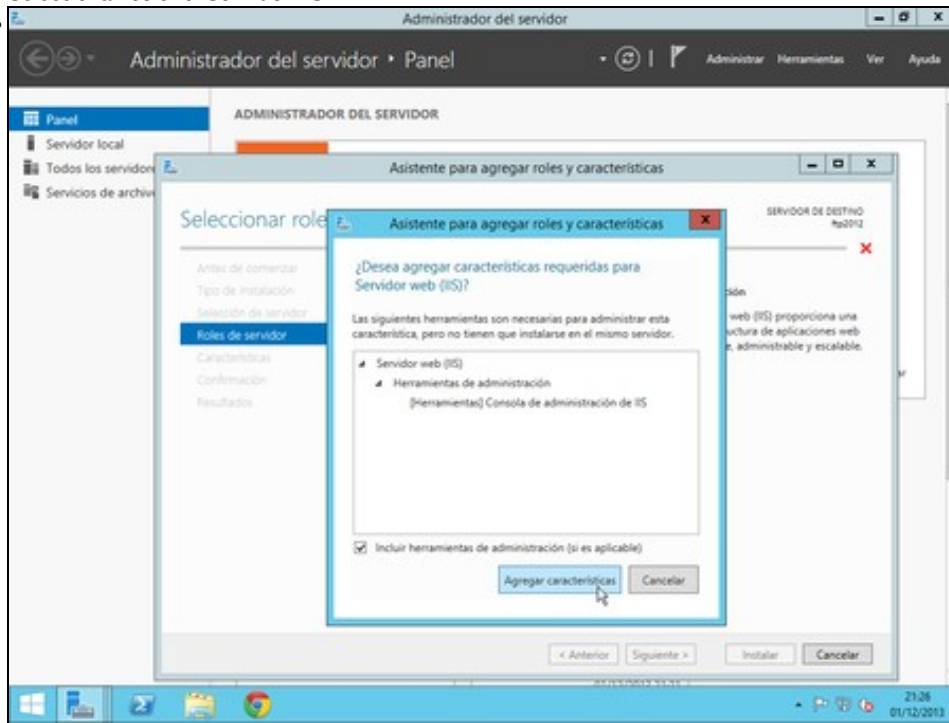 Administrador del servidor
Administrador del servidor • Panel
Administrar Herramientas Ver Ayuda
Panel
Servidor local
Todos los servidore
Servicios de archivo
ADMINISTRADOR DEL SERVIDOR
Asistente para agregar roles y características
Seleccionar role
SERVIDOR DE DESTINO
ftp2012
Antes de comenzar
Tipo de instalación
Selección de servidor
Roles de servidor
Características
Confirmación
Resultados
Asistente para agregar roles y características
¿Desea agregar características requeridas para
Servidor web (IIS)?
Las siguientes herramientas son necesarias para administrar esta
característica, pero no tienen que instalarse en el mismo servidor.
Servidor web (IIS)
Herramientas de administración
[Herramientas] Consola de administración de IIS
Incluir herramientas de administración (si es aplicable)
Agregar características Cancelar
ción
web (IIS) proporciona una
uctura de aplicaciones web
e, administrable y escalable.
< Anterior Siguiente > Instalar Cancelar
21:26
01/12/2013